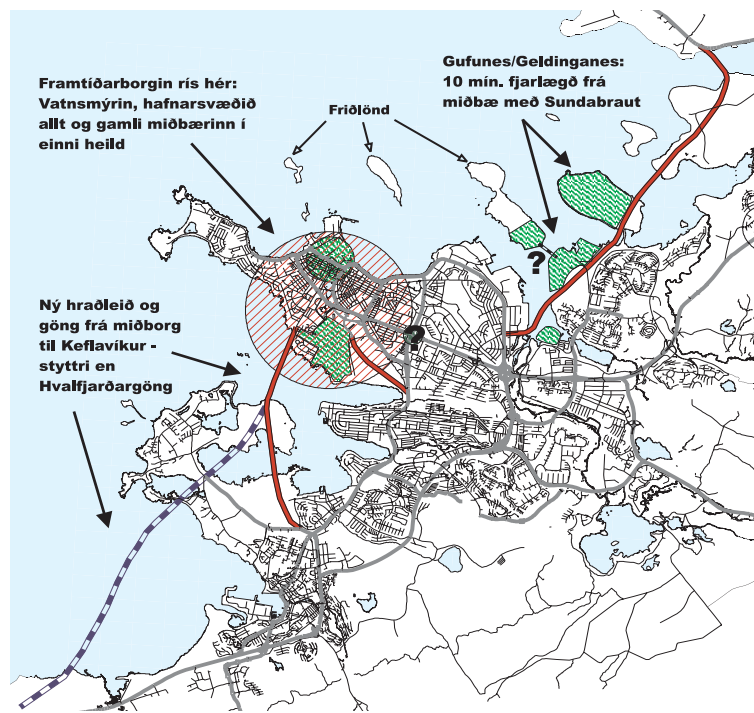 Framtíðarborgin rís hér:
Vatnsmýrin, hafnarsvæðið
allt og gamli miðbærinn í
einni heild
Friðlönd
Gufunes/Geldinganes:
10 mín. fjarlægð frá
miðbæ með Sundabraut
?
?
Ný hraðleið og
göng frá miðborg
til Keflavíkur -
styttri en
Hvalfjarðargöng